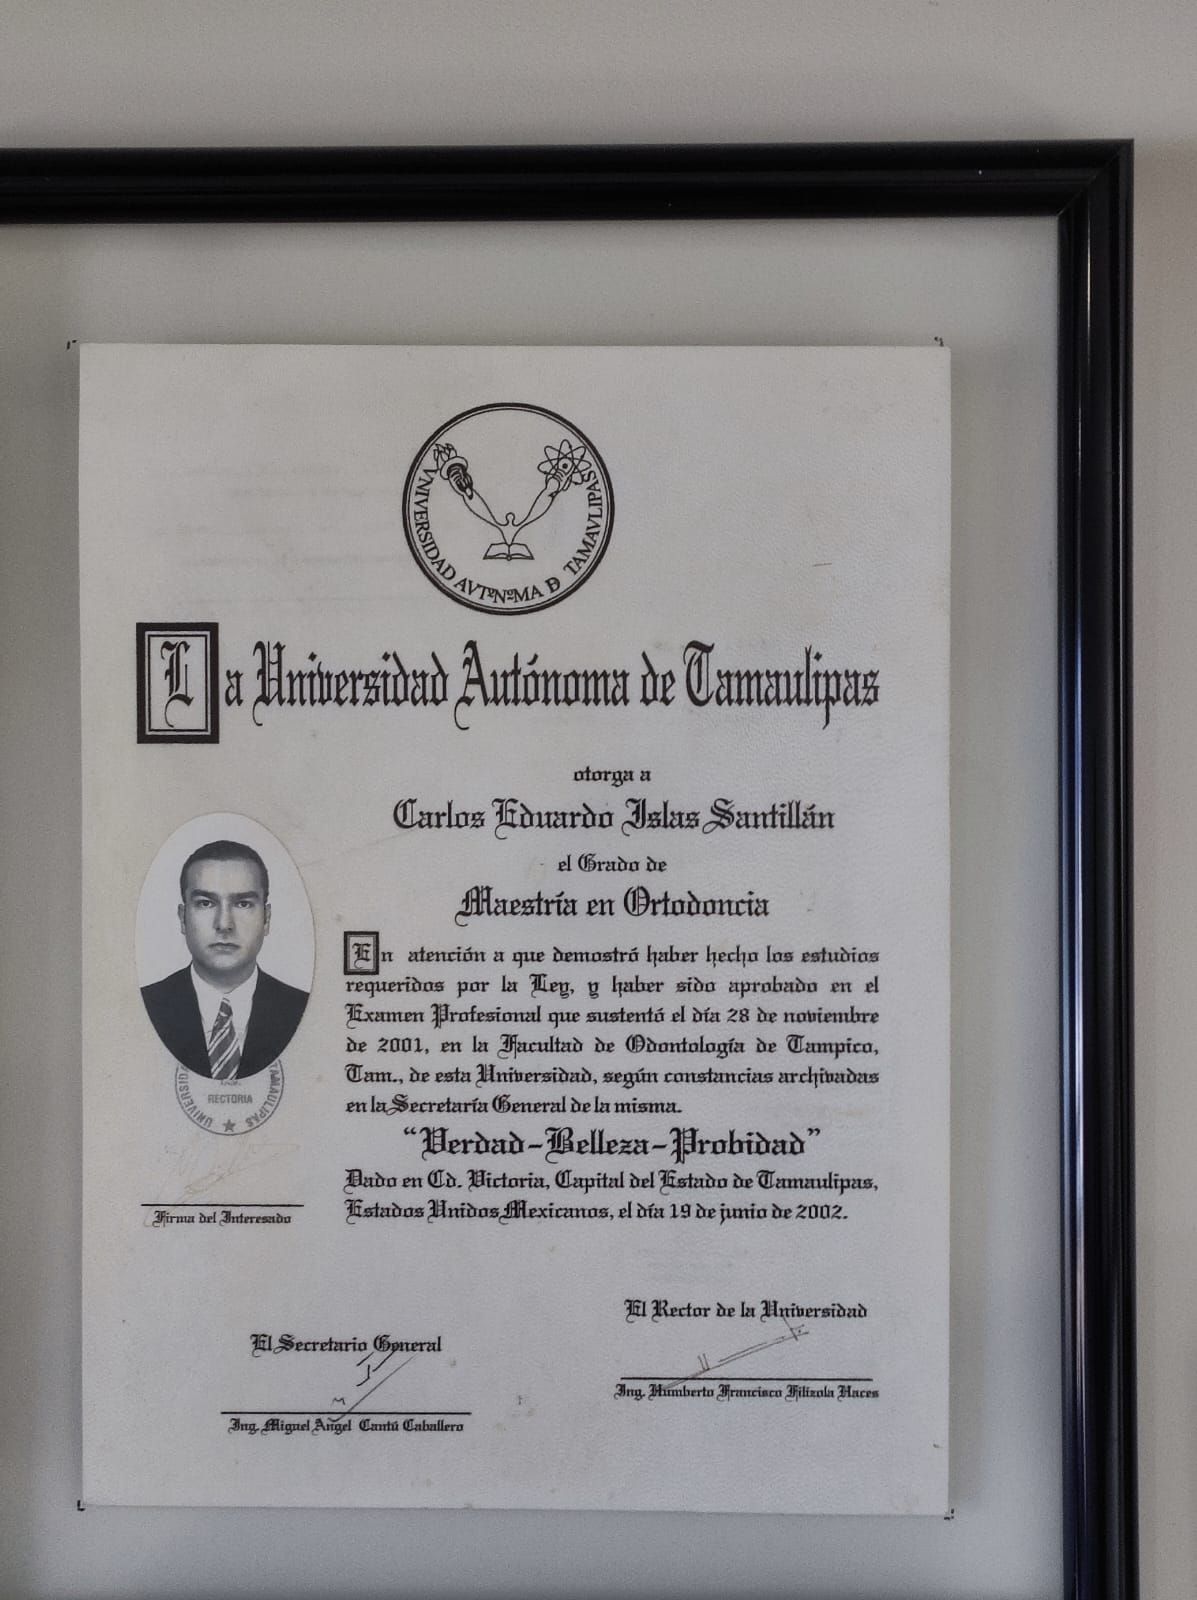 VNIVERSIDAD AVTºNºMA DE TAMAVLIPAS
La Universidad Autónoma de Tamaulipas
otorga a
Carlos Eduardo Islas Santillán
el Grado de
Maestría en Ortodoncia
En atención a que demostró haber hecho los estudios
requeridos por la Ley, y haber sido aprobado en el
Examen Profesional que sustentó el día 28 de noviembre
de 2001, en la Facultad de Odontología de Tampico,
Tam., de esta Universidad, según constancias archivadas
en la Secretaría General de la misma.
“Verdad-Belleza-Probidad”
Dado en Cd. Victoria, Capital del Estado de Tamaulipas,
Estados Unidos Mexicanos, el día 19 de junio de 2002.
RECTORIA
TAMAULIPAS
Firma del Interesado
El Rector de la Universidad
Ing. Humberto Francisco Filizola Haces
El Secretario General
Ing. Miguel Angel Cantú Caballero